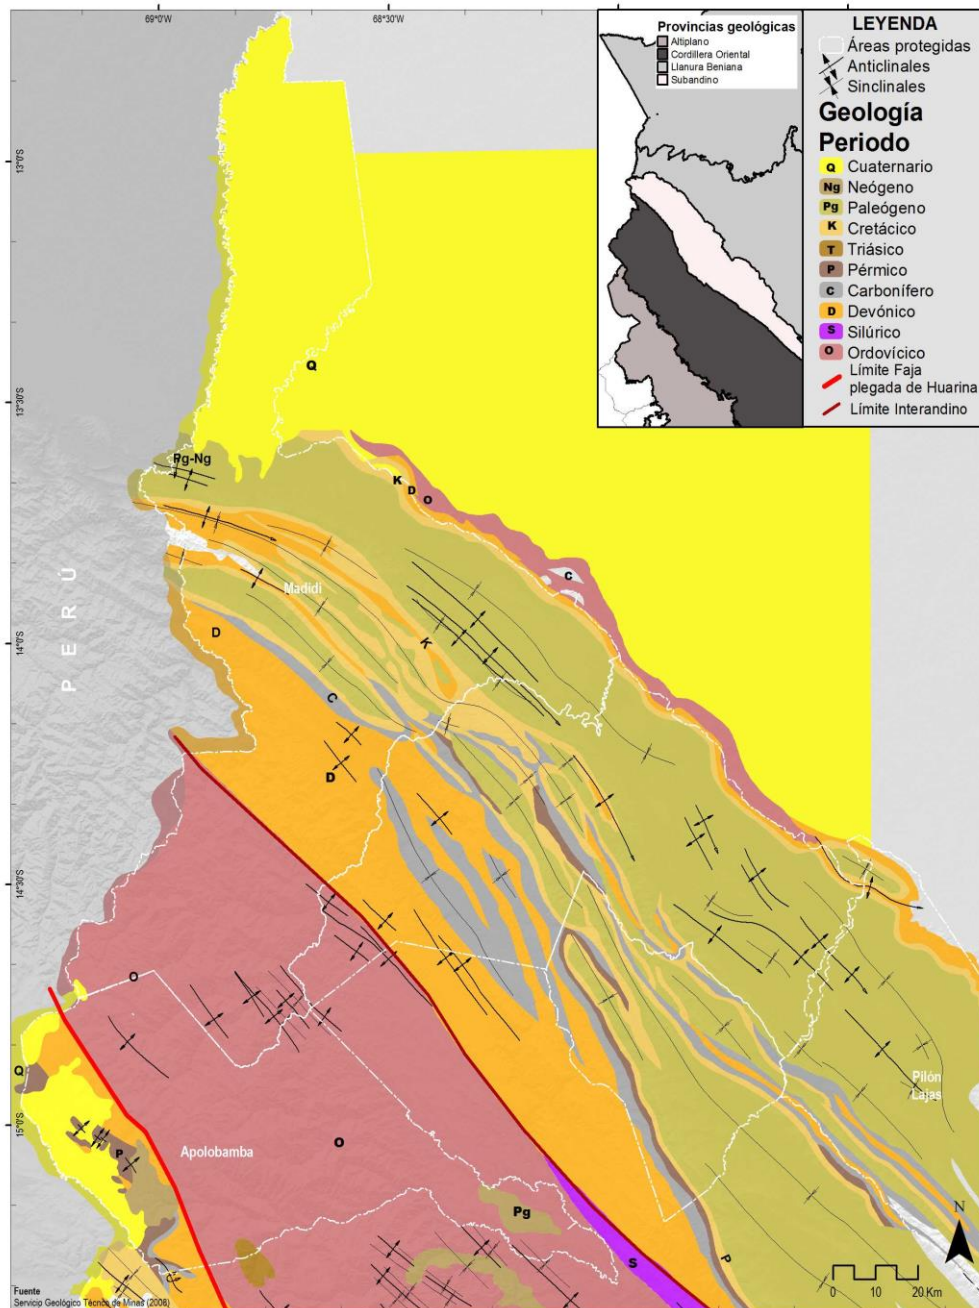 69°0'0
68°30'0
13°0'S
13°30'S
14°0'S
14°30'S
15°0'S
Provincias geológicas
Altiplano
Cordillera Oriental
Llanura Beniana
Subandino
LEYENDA
Áreas protegidas
Anticlinales
Sinclinales
Geología
Periodo
Q Cuaternario
Ng Neógeno
Pg Paleógeno
K Cretácico
T Triásico
P Pérmico
C Carbonífero
D Devónico
S Silúrico
O Ordovícico
Límite Faja
plegada de Huarina
Límite Interandino
Q
Pg-Ng
K
D
O
C
PERÚ
Madidi
D
K
C
D
O
Q
Pilón
Lajas
P
Apolobamba
O
Pg
S
P
C
N
0 10 20 Km
Fuente
Servicio Geológico Técnico de Minas (2008)